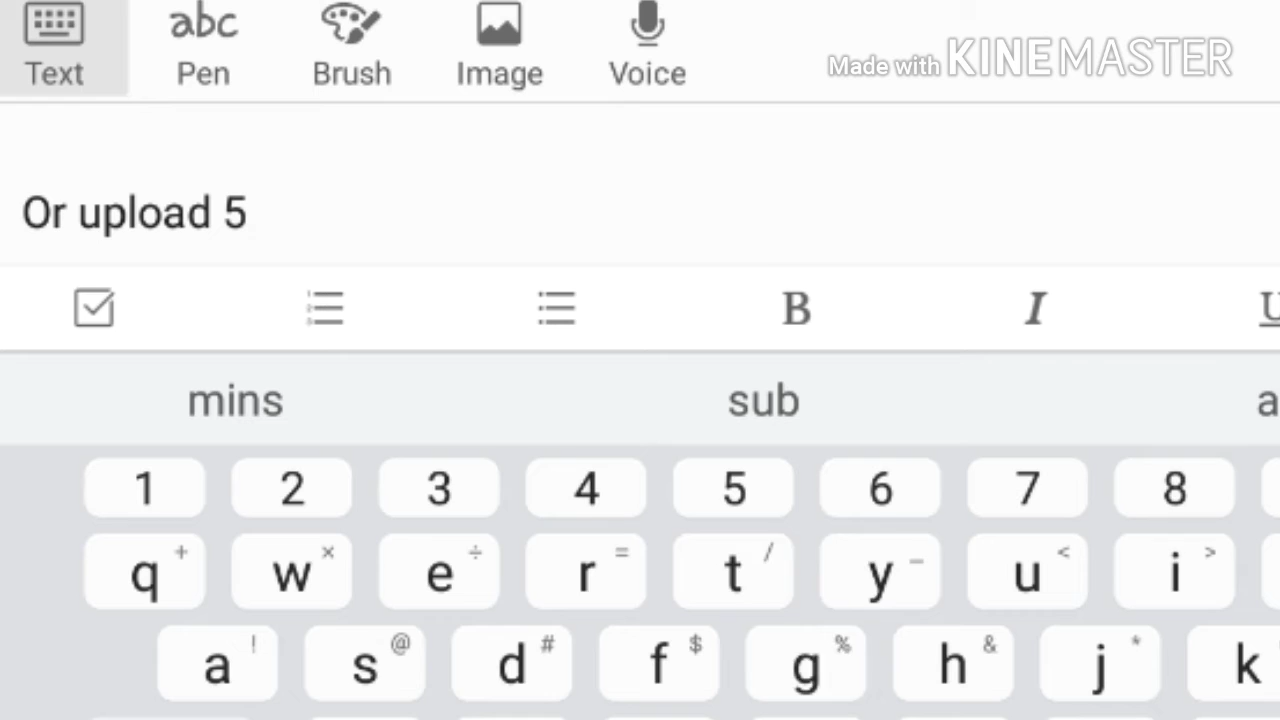 abc
Text Pen Brush Image Voice
Made with KINEMASTER
Or upload 5
B I U
mins sub a
1 2 3 4 5 6 7 8
+ × ÷ = / _ < >
q w e r t y u i
! @ # $ % & *
a s d f g h j k